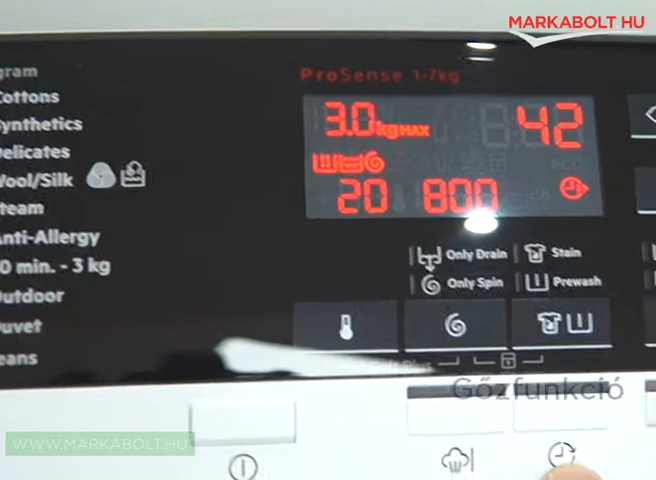 MARKABOLT HU
gram
Cottons
Synthetics
Delicates
Wool/Silk
team
Anti-Allergy
0 min. - 3 kg
Outdoor
Duvet
eans
ProSense 1-7kg
3.0 kg MAX 42
eco
20 800 dB
Only Drain
Only Spin
Stain
Prewash
Gőzfunkció
WWW.MARKABOLT.HU